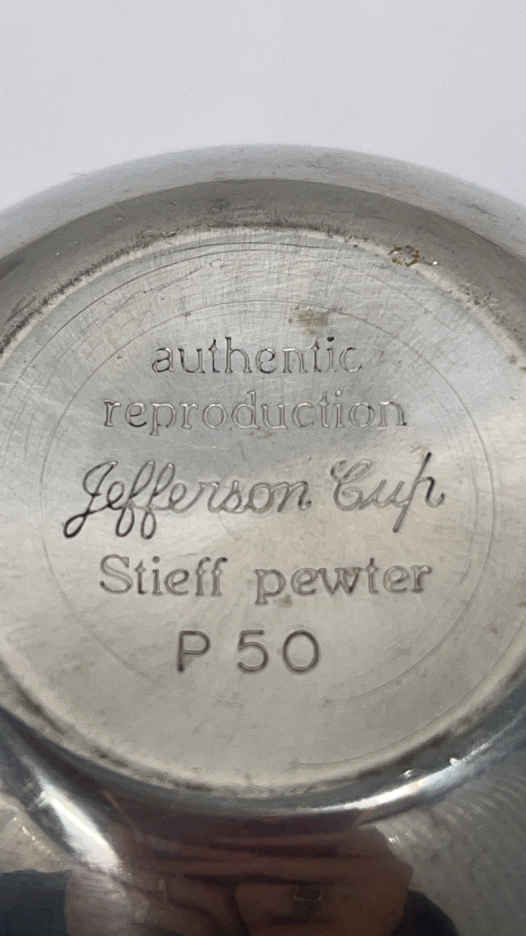 authentic
reproduction
Jefferson Cup
Stieff pewter
P 50